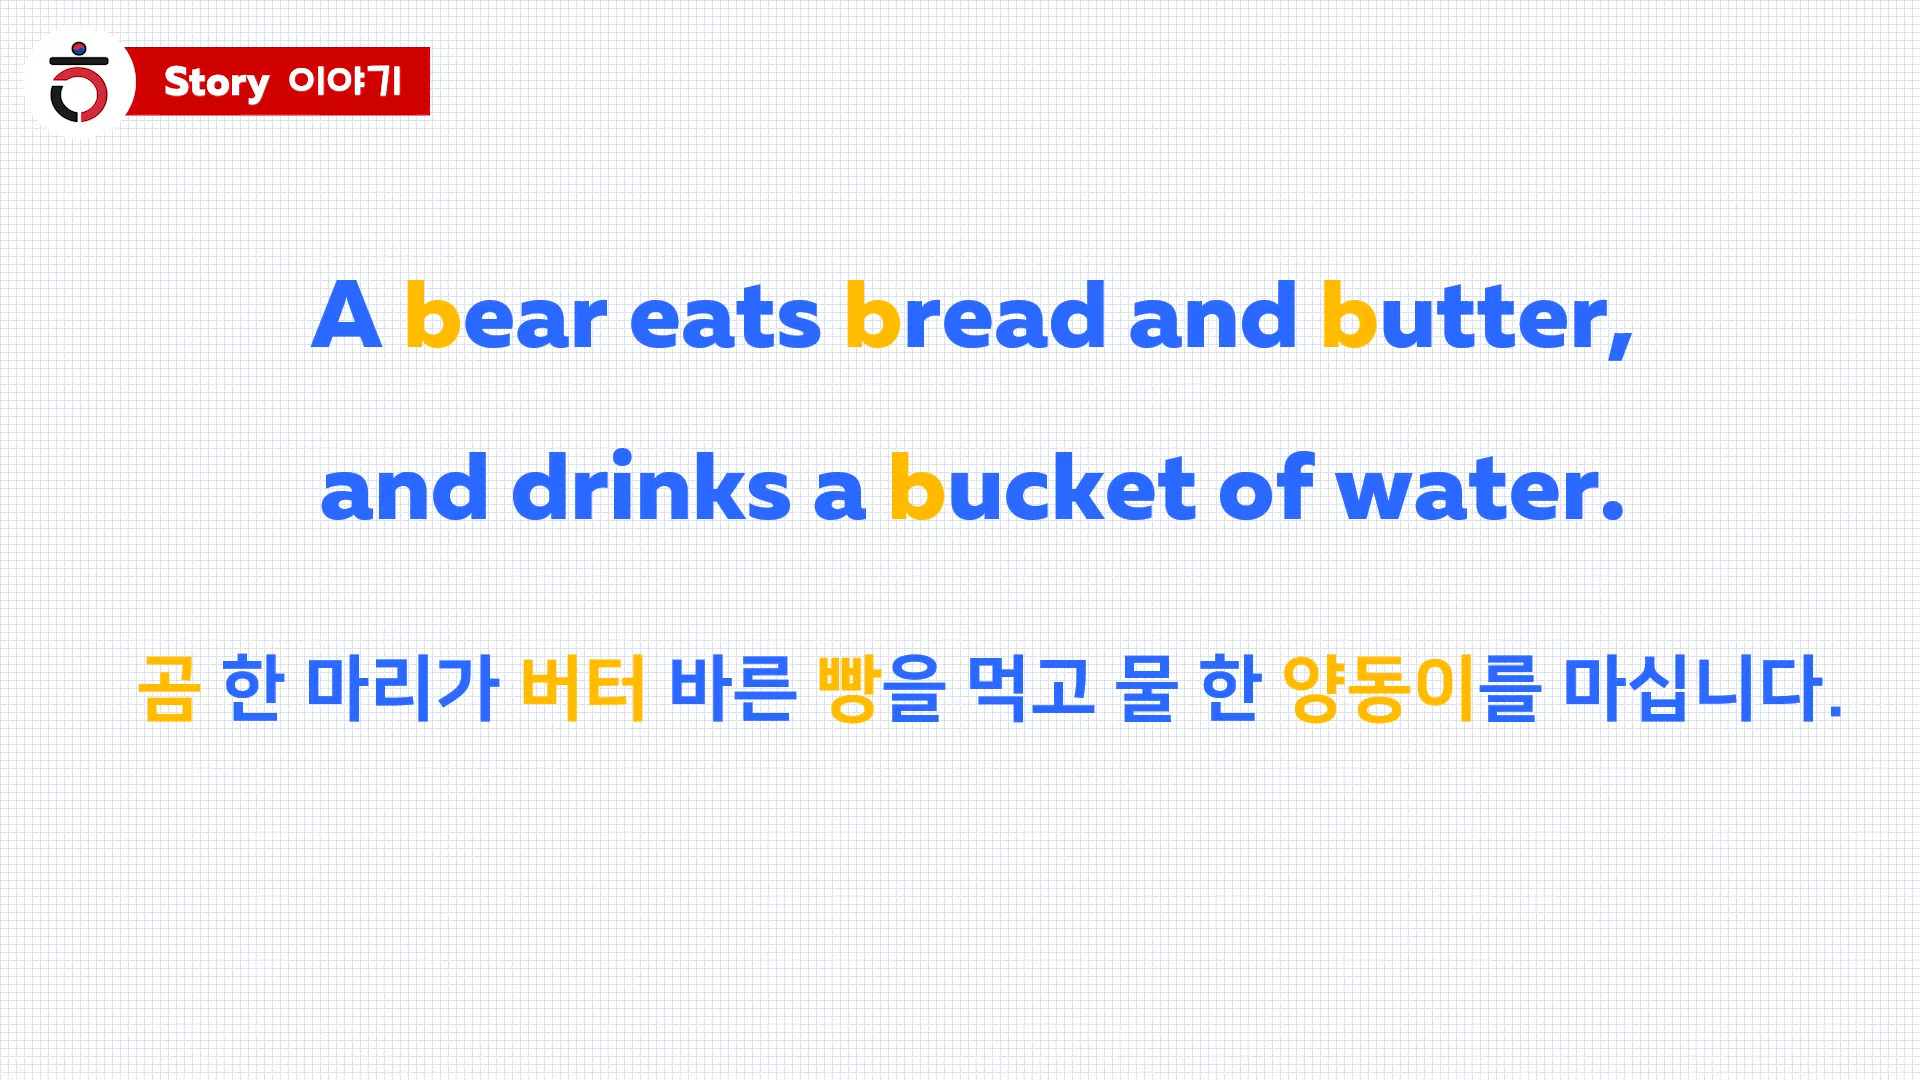 Story 이야기
A bear eats bread and butter,
and drinks a bucket of water.
곰 한 마리가 버터 바른 빵을 먹고 물 한 양동이를 마십니다.